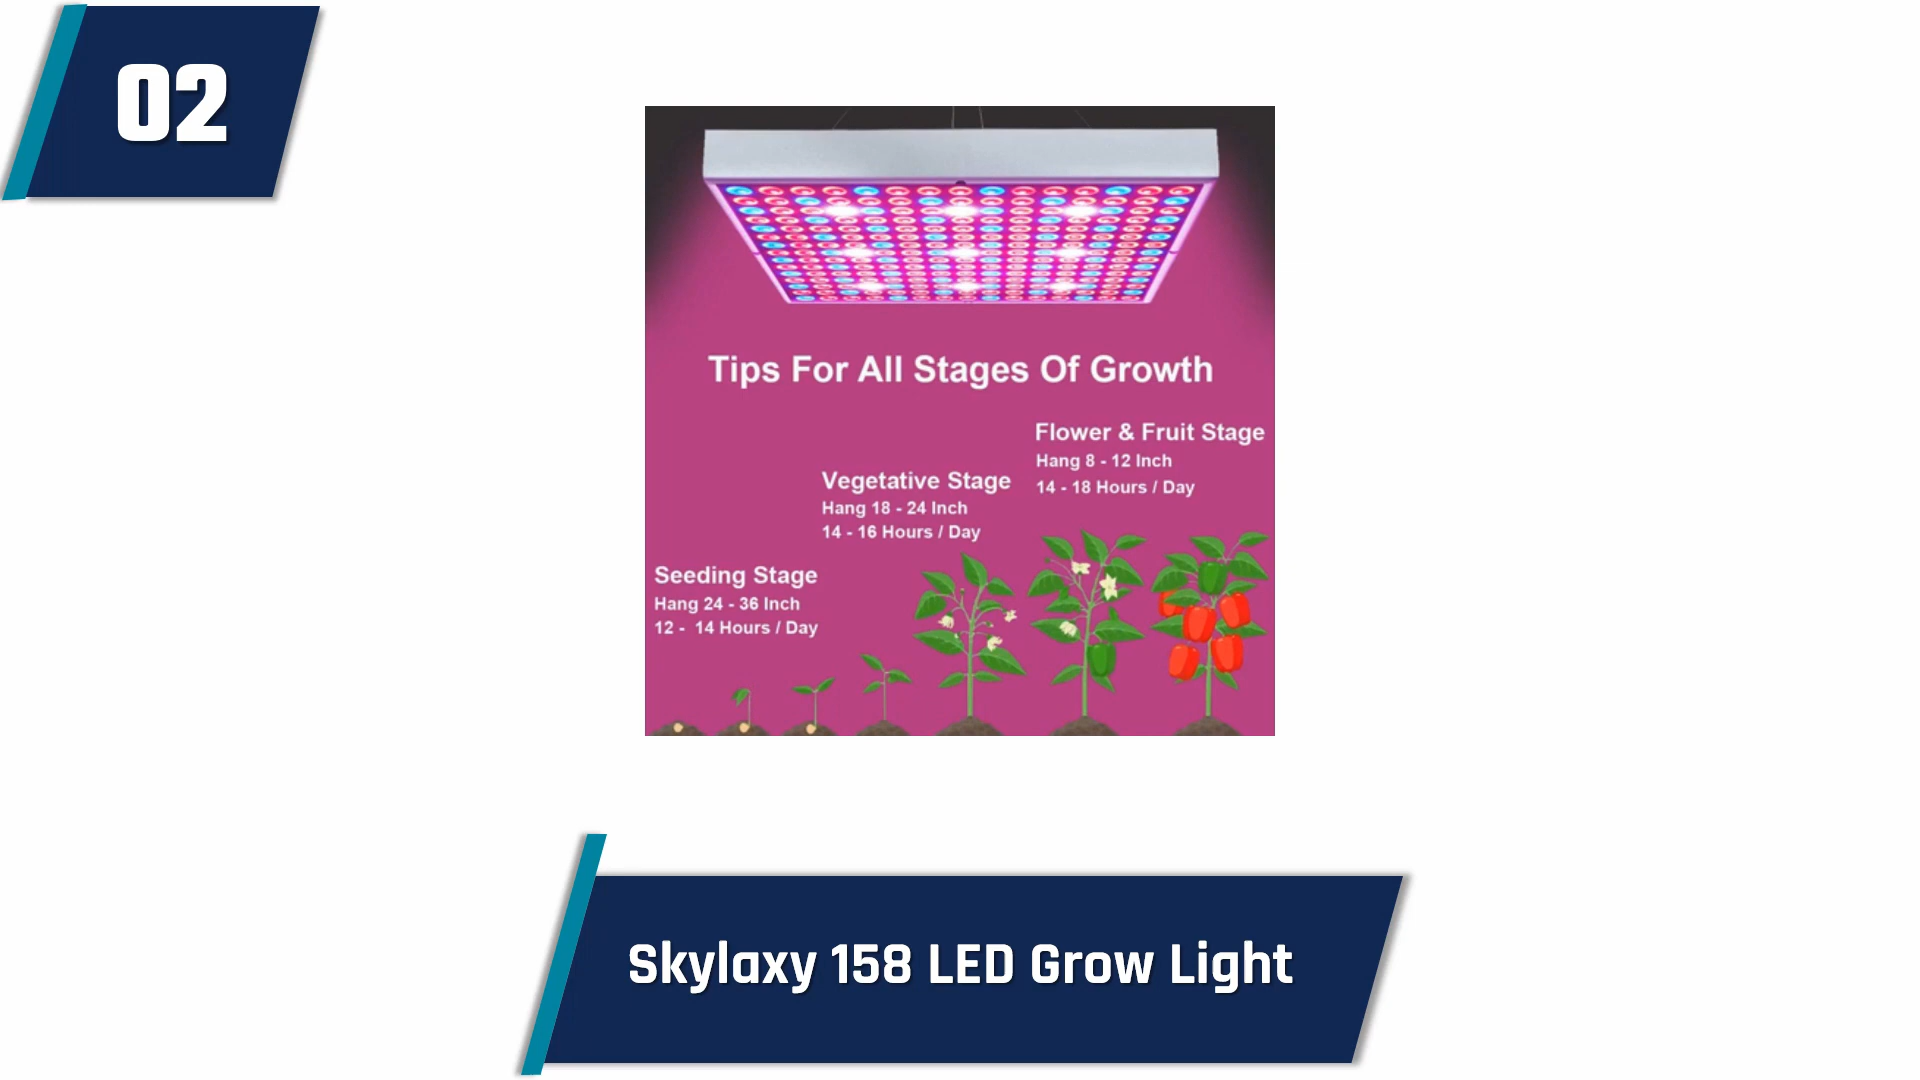 02
Tips For All Stages Of Growth
Flower & Fruit Stage
Hang 8 - 12 Inch
14 - 18 Hours / Day
Vegetative Stage
Hang 18 - 24 Inch
14 - 16 Hours / Day
Seeding Stage
Hang 24 - 36 Inch
12 - 14 Hours / Day
Skylaxy 158 LED Grow Light